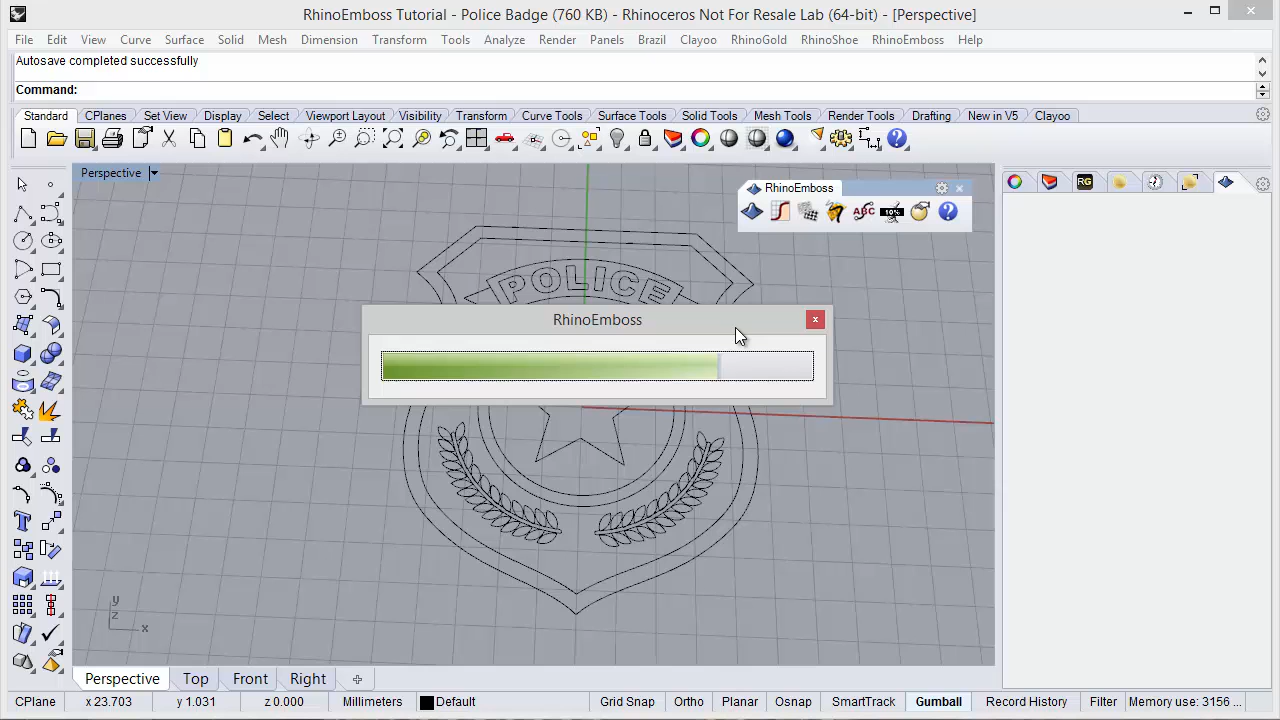 RhinoEmboss Tutorial - Police Badge (760 KB) - Rhinoceros Not For Resale Lab (64-bit) - [Perspective]
File Edit View Curve Surface Solid Mesh Dimension Transform Tools Analyze Render Panels Brazil Clayoo RhinoGold RhinoShoe RhinoEmboss Help
Autosave completed successfully
Command:
Standard CPlanes Set View Display Select Viewport Layout Visibility Transform Curve Tools Surface Tools Solid Tools Mesh Tools Render Tools Drafting New in V5 Clayoo
Perspective
RhinoEmboss
RG
ABC
10%
POLICE
RhinoEmboss
y
z
x
Perspective Top Front Right
CPlane x 23.703 y 1.031 z 0.000 Millimeters Default Grid Snap Ortho Planar Osnap SmartTrack Gumball Record History Filter Memory use: 3156 ...